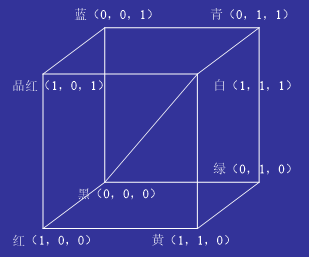 蓝（0，0，1）
青（0，1，1）
品红（1，0，1）
白（1，1，1）
绿（0，1，0）
黑（0，0，0）
红（1，0，0）
黄（1，1，0）